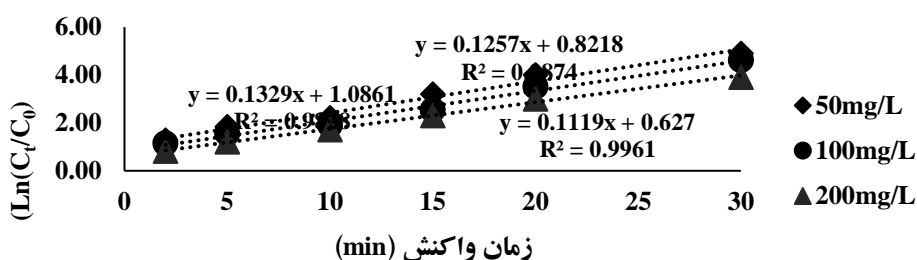 6.00
4.00
2.00
0.00
(Ln(Cₜ/C₀)
y = 0.1257x + 0.8218
y = 0.1329x + 1.0861
y = 0.1119x + 0.627
R² = 0.9961
0
5
10
15
20
25
30
زمان واکنش (min)
50mg/L
100mg/L
200mg/L